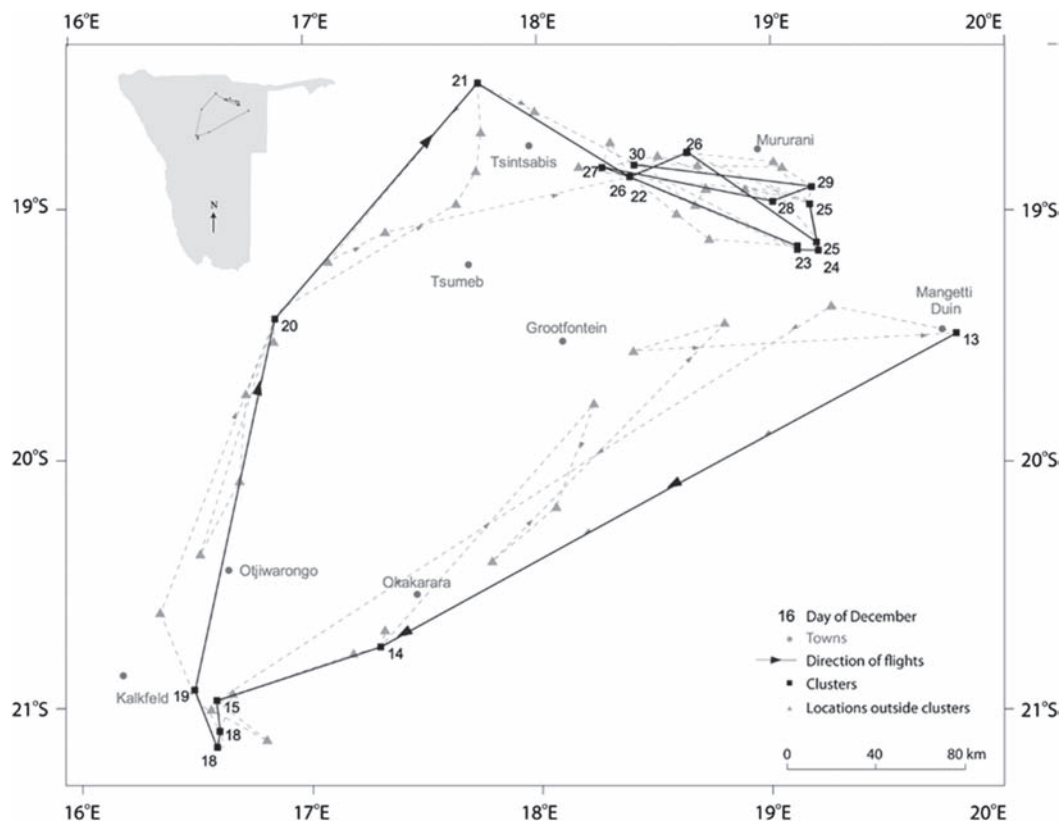 16°E 17°E 18°E 19°E 20°E
21
26
Mururani
Tsintsabis
30
27
29
26
22
28
25
19°S
19°S
25
23
24
N
Tsumeb
Mangetti
Duin
20
Grootfontein
13
20°S
20°S
Otjiwarongo
Okakarara
16 Day of December
Towns
14
Direction of flights
Kalkfeld
19
15
Clusters
21°S
Locations outside clusters
21°S
18
18
0 40 80 km
16°E 17°E 18°E 19°E 20°E